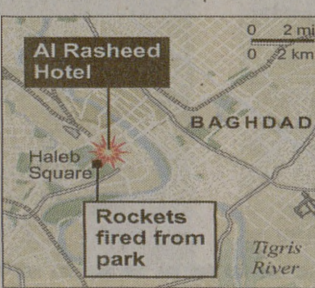 0 2 mi
0 2 km
Al Rasheed
Hotel
BAGHDAD
Haleb
Square
Rockets
fired from
park
Tigris
River